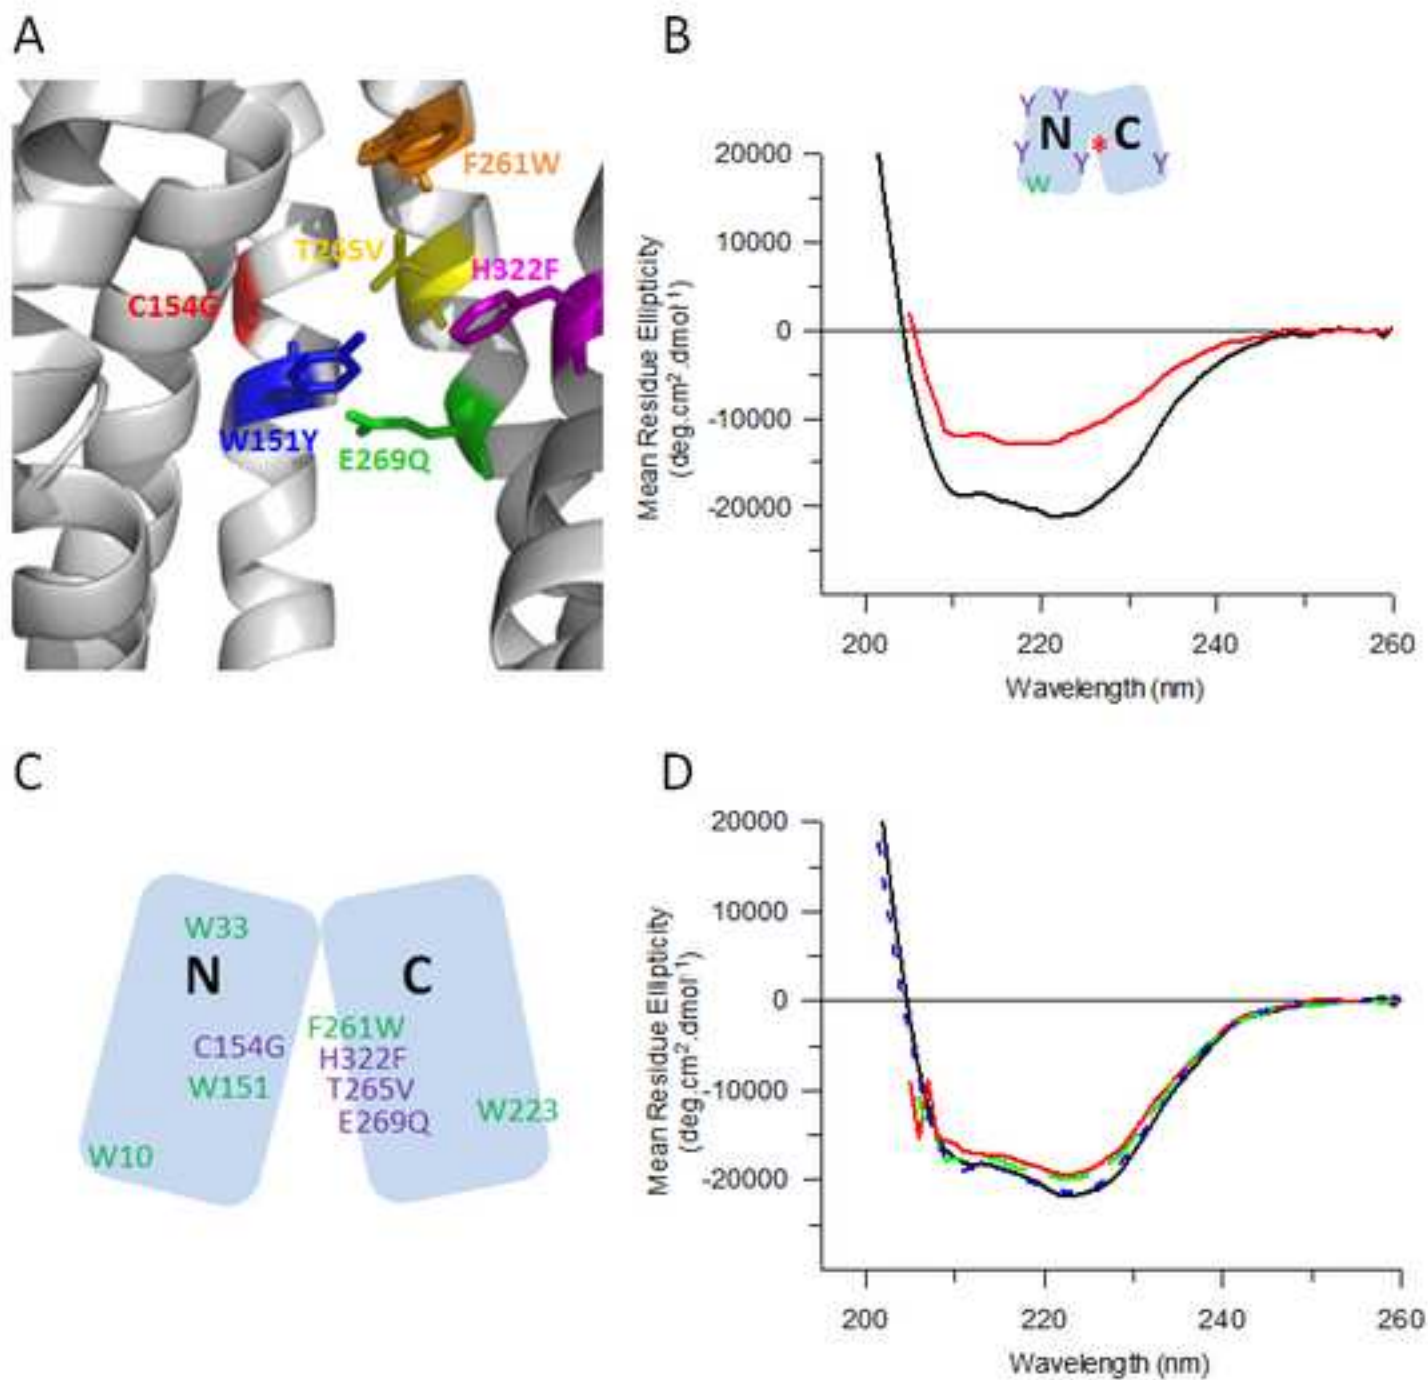 A
F261W
T265V
H322F
C154G
W151Y
E269Q
B
Y Y
N C
Y
*
Y
Y
W
20000
10000
0
-10000
-20000
Mean Residue Ellipticity
(deg.cm2.dmol-1)
200 220 240 260
Wavelength (nm)
C
W33
N C
F261W
C154G
H322F
W151
T265V
E269Q
W223
W10
D
20000
10000
0
-10000
-20000
Mean Residue Ellipticity
(deg.cm2.dmol-1)
200 220 240 260
Wavelength (nm)